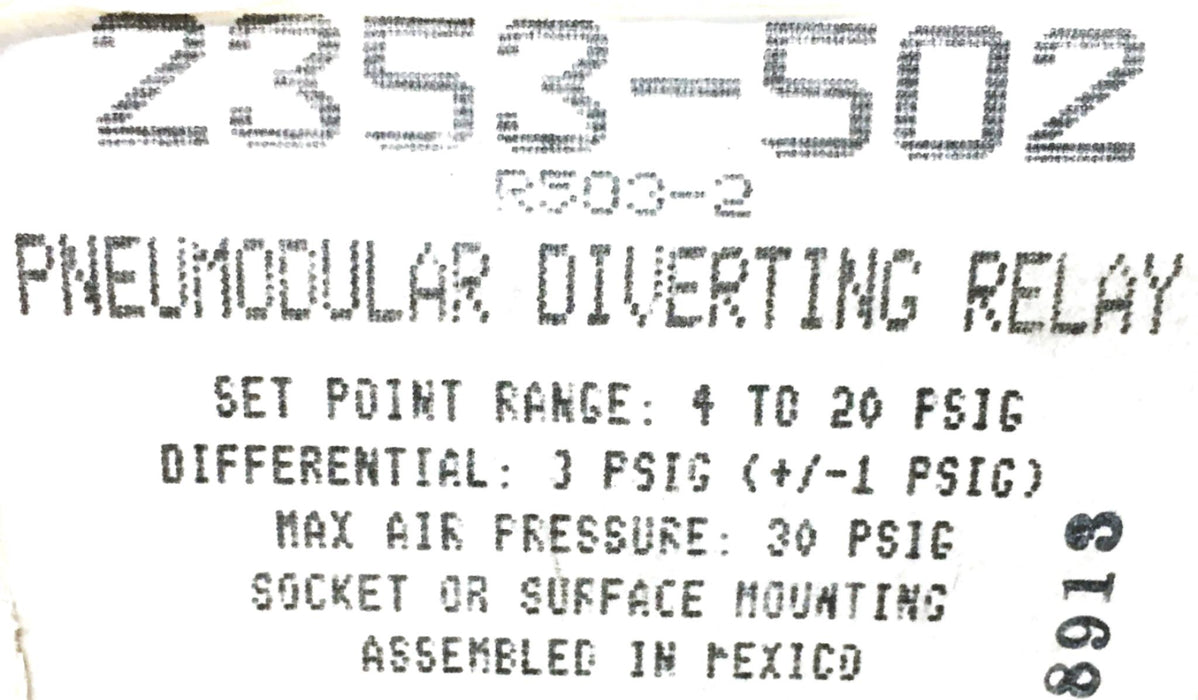 2353-502
R503-2
PNEUMODULAR DIVERTING RELAY
SET POINT RANGE: 4 TO 20 PSIG
DIFFERENTIAL: 3 PSIG (+/-1 PSIG)
MAX AIR PRESSURE: 30 PSIG
SOCKET OR SURFACE MOUNTING
ASSEMBLED IN MEXICO
8913